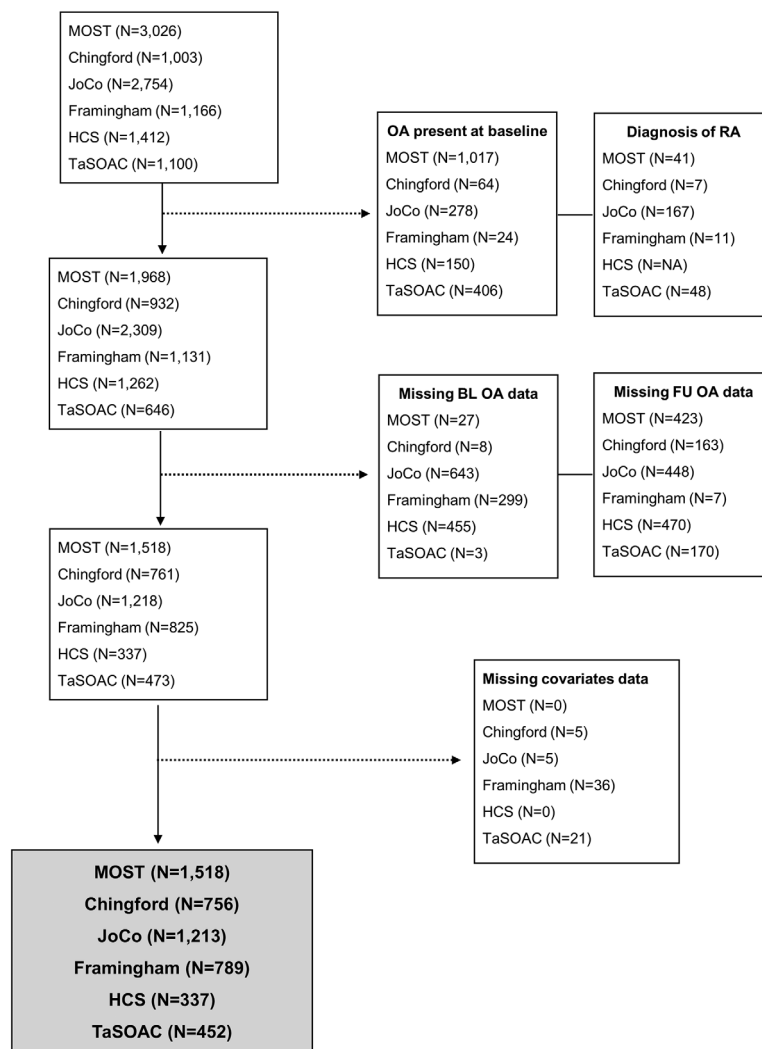 MOST (N=3,026)
Chingford (N=1,003)
JoCo (N=2,754)
Framingham (N=1,166)
HCS (N=1,412)
TaSOAC (N=1,100)
OA present at baseline
MOST (N=1,017)
Chingford (N=64)
JoCo (N=278)
Framingham (N=24)
HCS (N=150)
TaSOAC (N=406)
Diagnosis of RA
MOST (N=41)
Chingford (N=7)
JoCo (N=167)
Framingham (N=11)
HCS (N=NA)
TaSOAC (N=48)
MOST (N=1,968)
Chingford (N=932)
JoCo (N=2,309)
Framingham (N=1,131)
HCS (N=1,262)
TaSOAC (N=646)
Missing BL OA data
MOST (N=27)
Chingford (N=8)
JoCo (N=643)
Framingham (N=299)
HCS (N=455)
TaSOAC (N=3)
Missing FU OA data
MOST (N=423)
Chingford (N=163)
JoCo (N=448)
Framingham (N=7)
HCS (N=470)
TaSOAC (N=170)
MOST (N=1,518)
Chingford (N=761)
JoCo (N=1,218)
Framingham (N=825)
HCS (N=337)
TaSOAC (N=473)
Missing covariates data
MOST (N=0)
Chingford (N=5)
JoCo (N=5)
Framingham (N=36)
HCS (N=0)
TaSOAC (N=21)
MOST (N=1,518)
Chingford (N=756)
JoCo (N=1,213)
Framingham (N=789)
HCS (N=337)
TaSOAC (N=452)